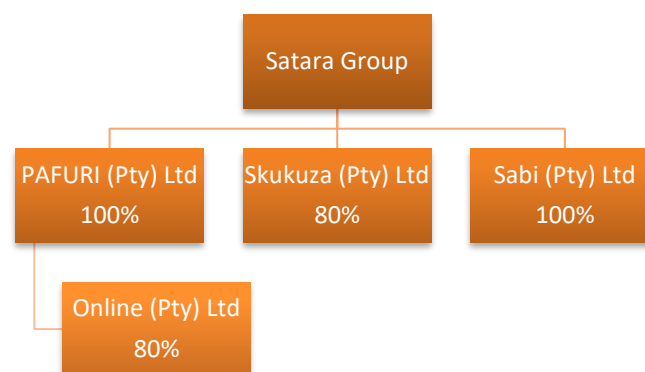 Satara Group
PAFURI (Pty) Ltd
100%
Skukuza (Pty) Ltd
80%
Sabi (Pty) Ltd
100%
Online (Pty) Ltd
80%